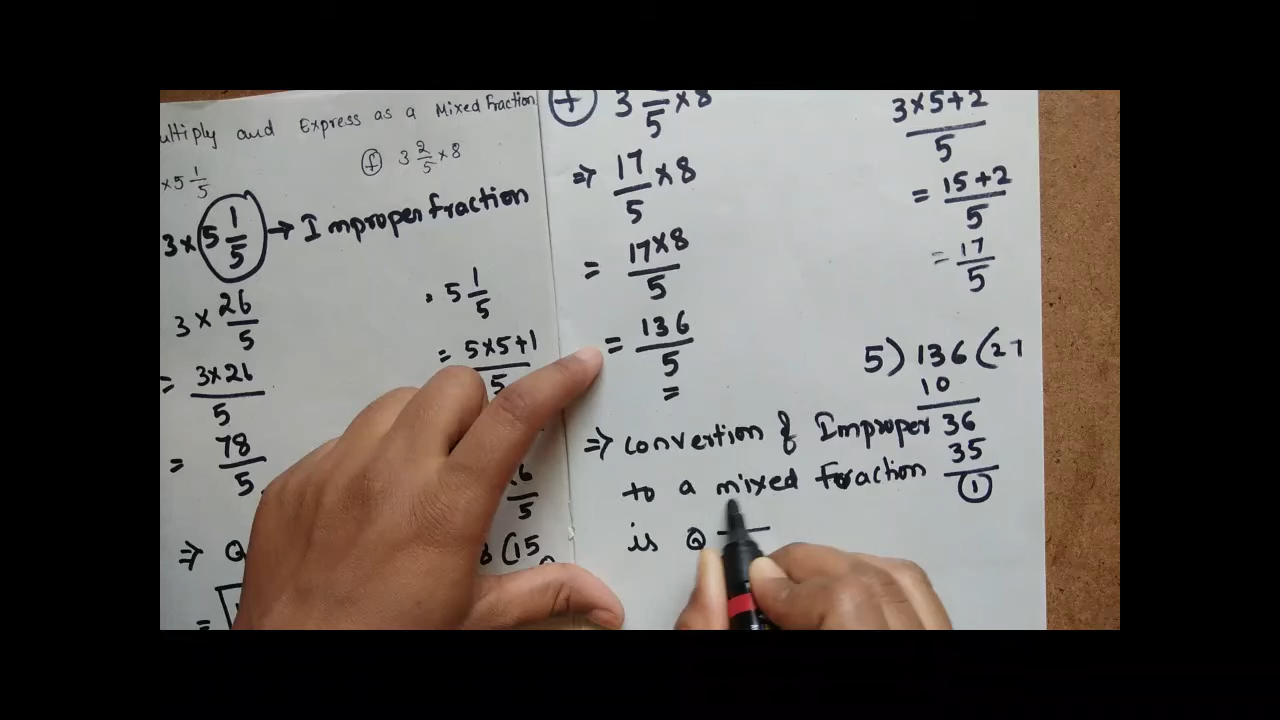 ultiply and Express as a Mixed Fraction
×5 1/5
(f) 3 2/5 ×8
3× 5 1/5 → Improper fraction
3 × 26/5
= 3×26/5
= 78/5
⇒ Q
=
5 1/5
= 5×5+1/5
(15
3 /5 ×8
⇒ 17/5 ×8
= 17×8/5
= 136/5
=
⇒ Convertion of Improper
to a mixed fraction
is Q
3×5+2/5
= 15+2/5
= 17/5
5) 136 (27
10
36
35
1